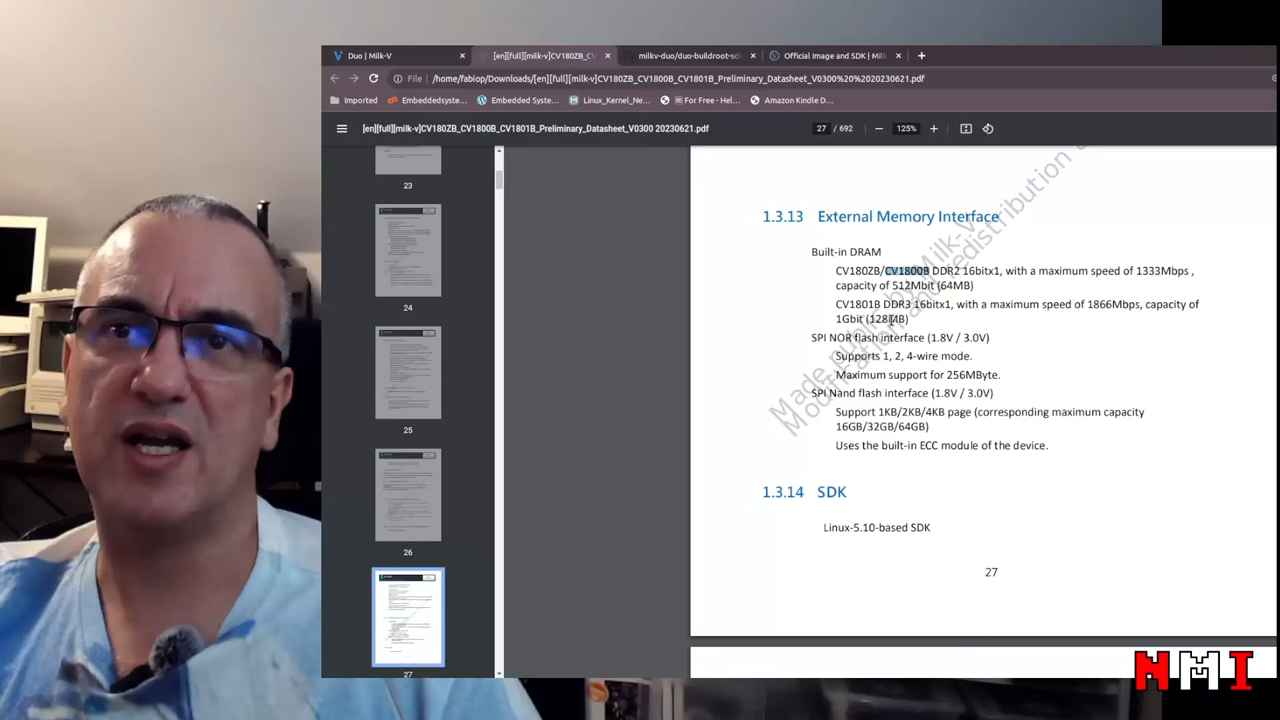 Duo | Milk-V
[en][full][milk-v]CV180ZB_CV
milkv-duo/duo-buildroot-sd
Official Image and SDK | Milk
File
/home/fabiop/Downloads/[en][full][milk-v]CV180ZB_CV1800B_CV1801B_Preliminary_Datasheet_V0300%20%2020230621.pdf
Imported
Embeddedsyste...
Embedded Syste...
Linux_Kernel_Ne...
For Free - Hel...
Amazon Kindle D...
[en][full][milk-v]CV180ZB_CV1800B_CV1801B_Preliminary_Datasheet_V0300 20230621.pdf
27 / 692
125%
23
24
25
26
27
1.3.13 External Memory Interface
Built-in DRAM
CV180ZB/CV1800B DDR2 16bitx1, with a maximum speed of 1333Mbps ,
capacity of 512Mbit (64MB)
CV1801B DDR3 16bitx1, with a maximum speed of 1866Mbps, capacity of
1Gbit (128MB)
SPI NOR flash interface (1.8V / 3.0V)
Supports 1, 2, 4-wire mode.
Maximum support for 256MByte.
SPI Nand flash interface (1.8V / 3.0V)
Support 1KB/2KB/4KB page (corresponding maximum capacity
16GB/32GB/64GB)
Uses the built-in ECC module of the device.
1.3.14 SDK
Linux-5.10-based SDK
27
NMI